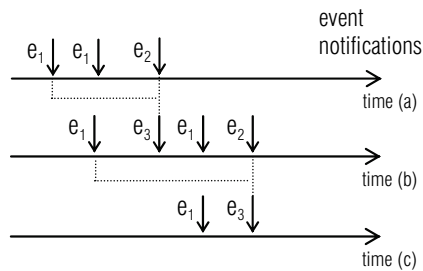 event
notifications
e₁ e₁ e₂
time (a)
e₁ e₃ e₁ e₂
time (b)
e₁ e₃
time (c)